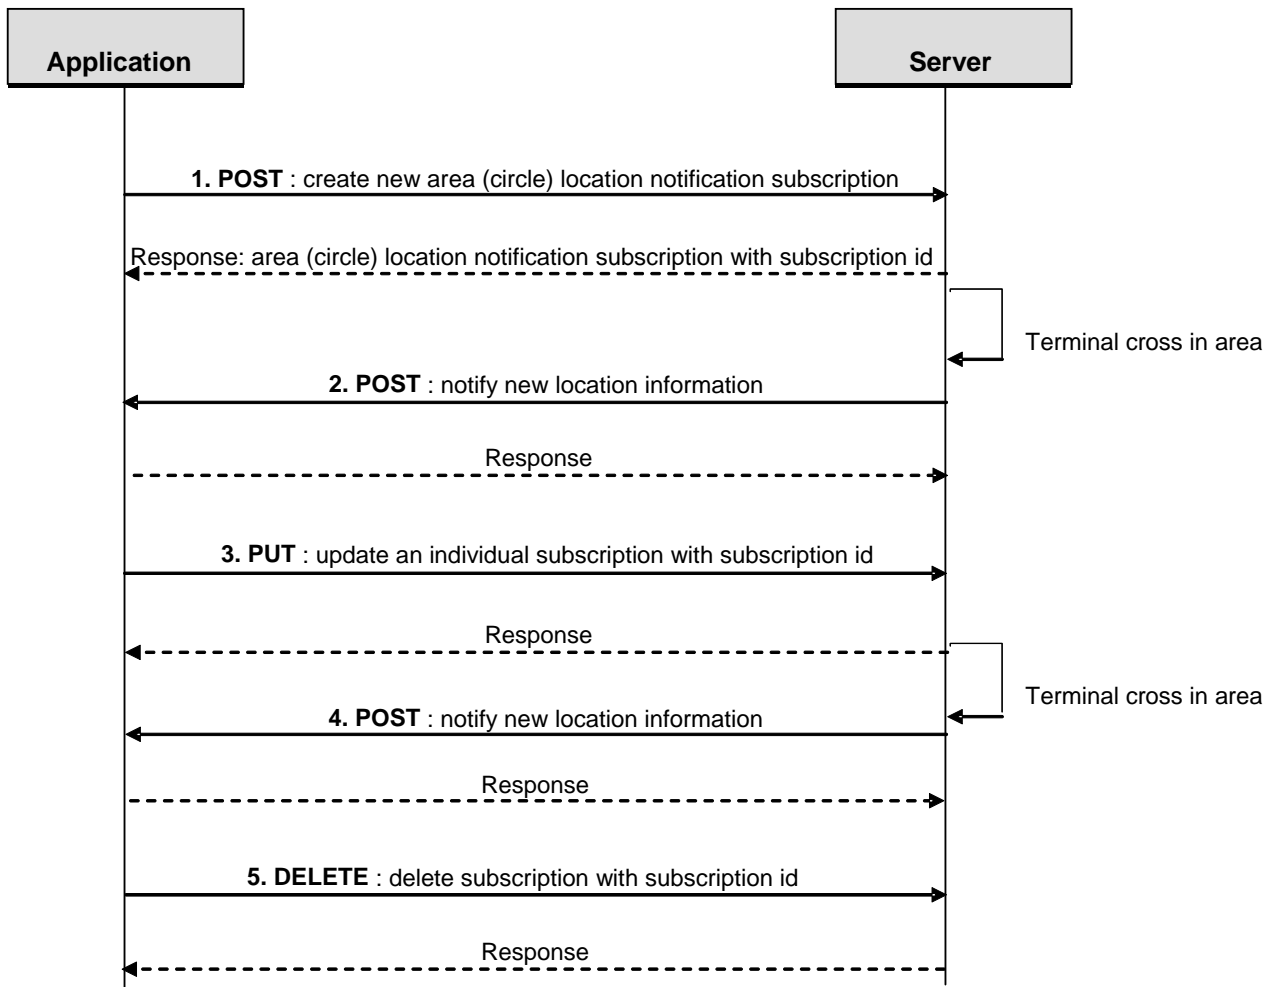 Application
Server
1. POST : create new area (circle) location notification subscription
Response: area (circle) location notification subscription with subscription id
Terminal cross in area
2. POST : notify new location information
Response
3. PUT : update an individual subscription with subscription id
Response
Terminal cross in area
4. POST : notify new location information
Response
5. DELETE : delete subscription with subscription id
Response